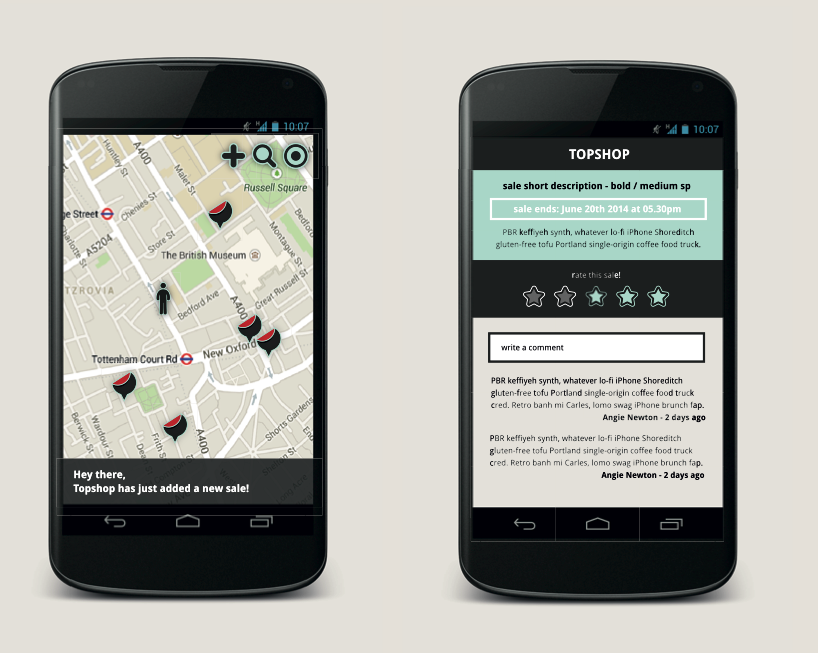 H
10:07
Huntley St
A400
Malet St
Russell Square
ge Street
Chenies St
Bedford
Store St
Montague St
A5204
Charlotte St
The British Museum
TZROVIA
Bedford Ave
Great Russell St
A400
New Oxford
Tottenham Court Rd
Shorts Gardens
Berwick St
Wardour St
Dean
Frith S
A400
Hey there,
Topshop has just added a new sale!
H
10:07
TOPSHOP
sale short description - bold / medium sp
sale ends: June 20th 2014 at 05.30pm
PBR keffiyeh synth, whatever lo-fi iPhone Shoreditch
gluten-free tofu Portland single-origin coffee food truck.
rate this sale!
write a comment
PBR keffiyeh synth, whatever lo-fi iPhone Shoreditch
gluten-free tofu Portland single-origin coffee food truck
cred. Retro banh mi Carles, lomo swag iPhone brunch fap.
Angie Newton - 2 days ago
PBR keffiyeh synth, whatever lo-fi iPhone Shoreditch
gluten-free tofu Portland single-origin coffee food truck
cred. Retro banh mi Carles, lomo swag iPhone brunch fap.
Angie Newton - 2 days ago